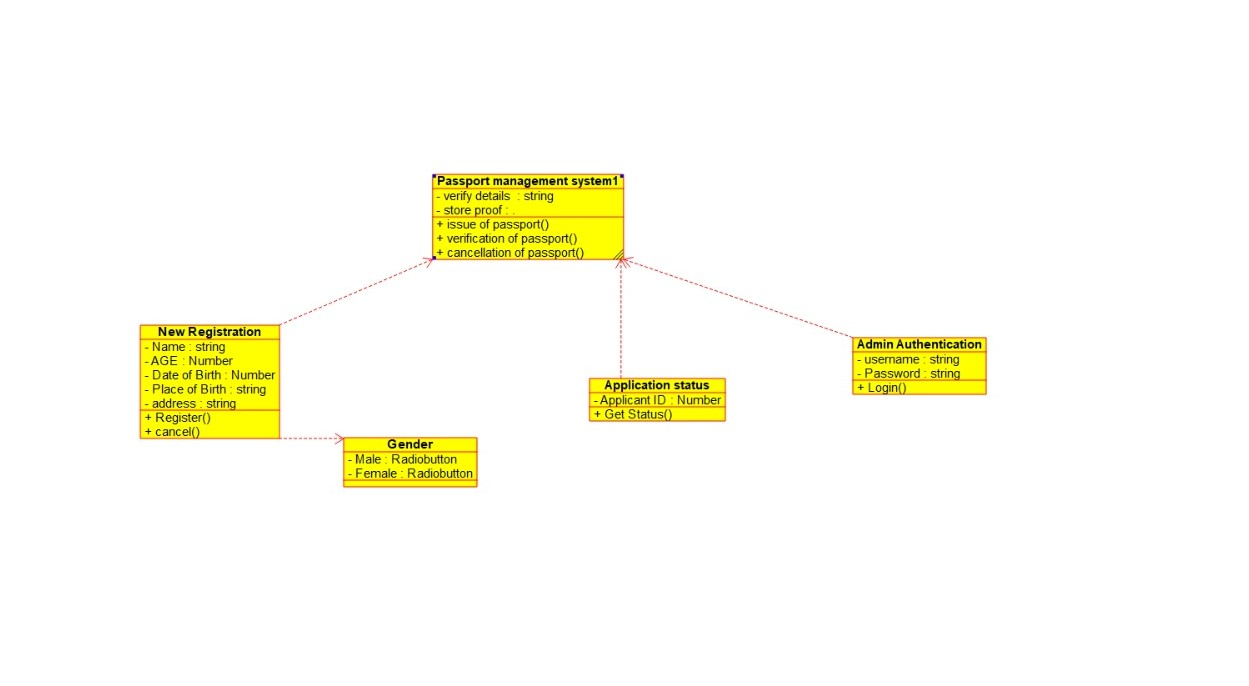 Passport management system1
- verify details : string
- store proof : .
+ issue of passport()
+ verification of passport()
+ cancellation of passport()
New Registration
- Name : string
- AGE : Number
- Date of Birth : Number
- Place of Birth : string
- address : string
+ Register()
+ cancel()
Gender
- Male : Radiobutton
- Female : Radiobutton
Application status
- Applicant ID : Number
+ Get Status()
Admin Authentication
- username : string
- Password : string
+ Login()